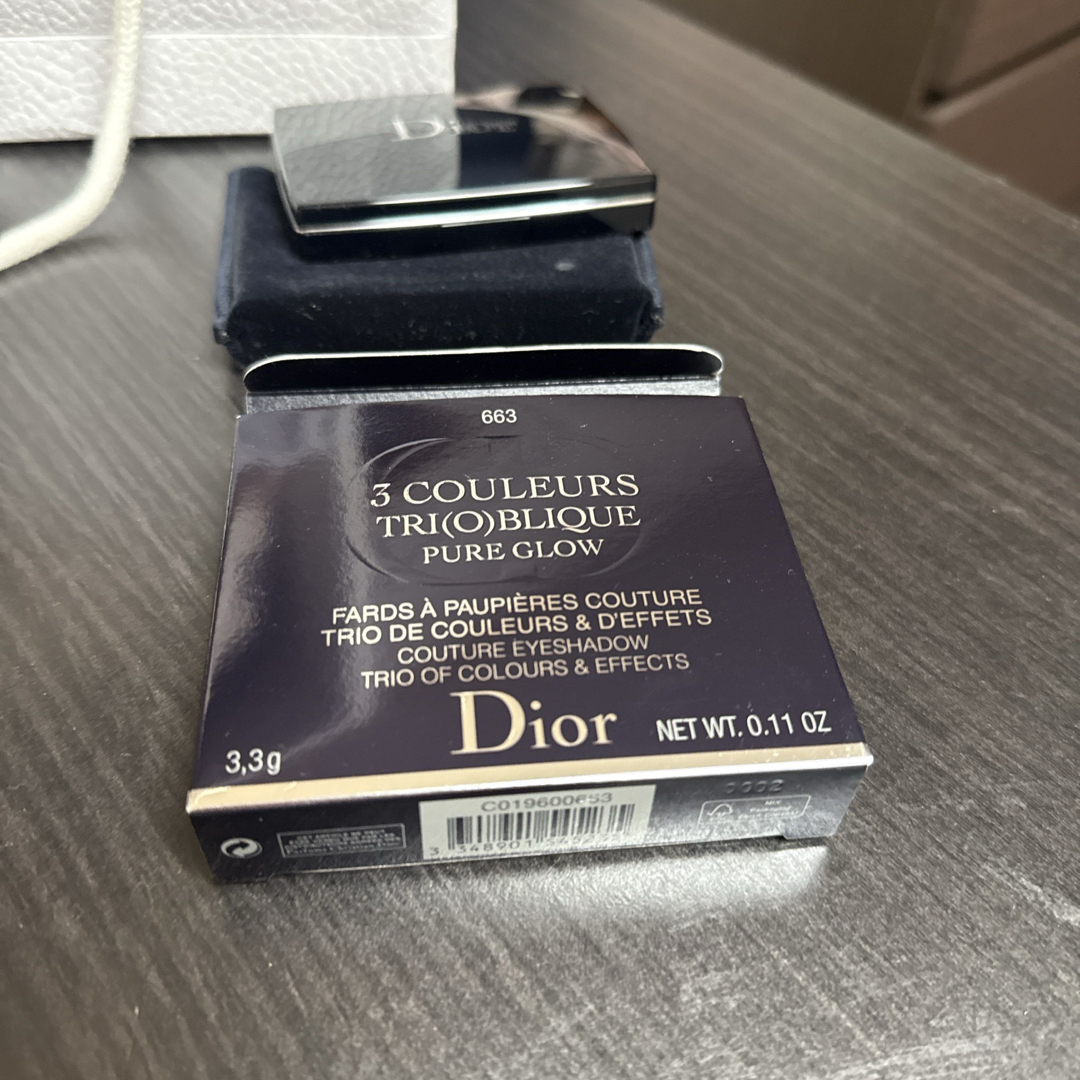 Dior
663
3 COULEURS
TRI(O)BLIQUE
PURE GLOW
FARDS À PAUPIÈRES COUTURE
TRIO DE COULEURS & D'EFFETS
COUTURE EYESHADOW
TRIO OF COLOURS & EFFECTS
Dior
3,3g
NET WT. 0.11 OZ
0002